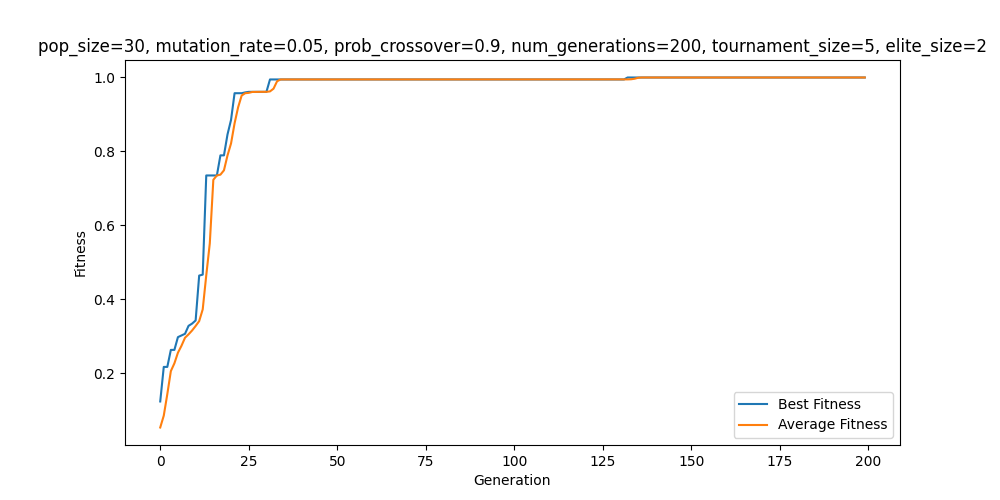 pop_size=30, mutation_rate=0.05, prob_crossover=0.9, num_generations=200, tournament_size=5, elite_size=2
1.0
0.8
0.6
0.4
0.2
Fitness
Best Fitness
Average Fitness
0 25 50 75 100 125 150 175 200
Generation